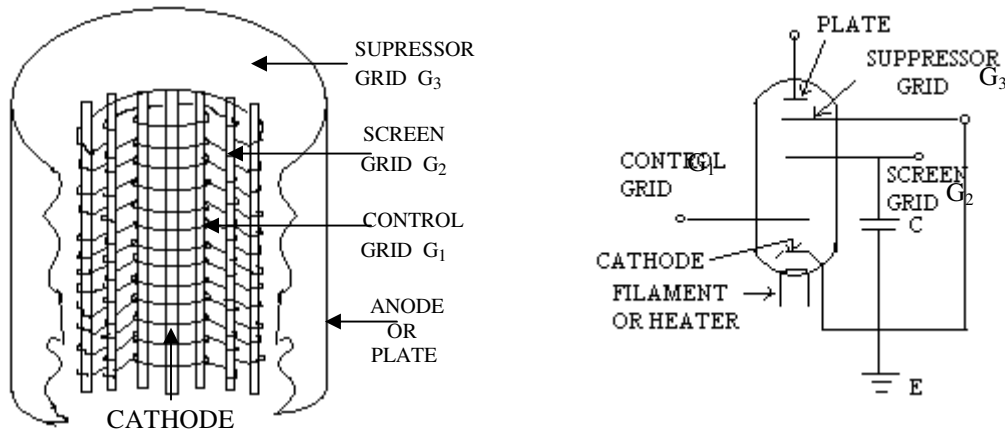 SUPRESSOR
GRID G₃
SCREEN
GRID G₂
CONTROL
GRID G₁
ANODE
OR
PLATE
CATHODE
PLATE
SUPPRESSOR
GRID G₃
CONTROL G₁
GRID
SCREEN
GRID G₂
C
CATHODE
FILAMENT
OR HEATER
E